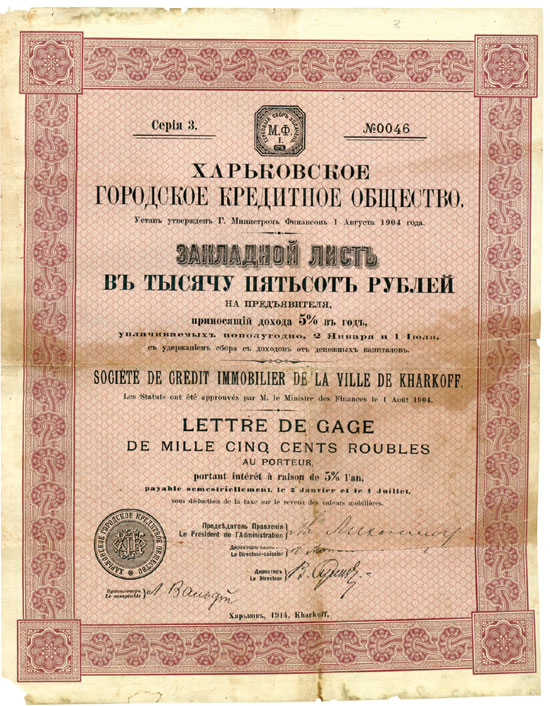 Серія 3.
М.Ф.
I.
№0046
ХАРЬКОВСКОЕ
ГОРОДСКОЕ КРЕДИТНОЕ ОБЩЕСТВО.
Уставъ утвержденъ Г. Министромъ Финансовъ 1 Августа 1904 года.
ЗАКЛАДНОЙ ЛИСТЪ
ВЪ ТЫСЯЧУ ПЯТЬСОТЪ РУБЛЕЙ
НА ПРЕДЪЯВИТЕЛЯ,
приносящій дохода 5% въ годъ,
уплачиваемыхъ пополугодно, 2 Января и 1 Іюля,
съ удержаніемъ сбора съ доходовъ отъ денежныхъ капиталовъ.
SOCIÉTÉ DE CRÉDIT IMMOBILIER DE LA VILLE DE KHARKOFF.
Les Statuts ont été approuvés par M. le Ministre des Finances le 1 Août 1904.
LETTRE DE GAGE
DE MILLE CINQ CENTS ROUBLES
AU PORTEUR,
portant intérêt à raison de 5% l'an,
payable semestriellement, le 2 Janvier et le 1 Juillet,
sous déduction de la taxe sur le revenu des valeurs mobilières.
Предсѣдатель Правленія
Le Président de l'Administration
Директоръ-
Le Directeur-caissier
Директоръ
Le Directeur
ХАРЬКОВСКОЕ ГОРОДСКОЕ КРЕДИТНОЕ ОБЩЕСТВО
Бухгалтеръ
Le comptable
А Вальдт
Харьковъ, 1914, Kharkoff.